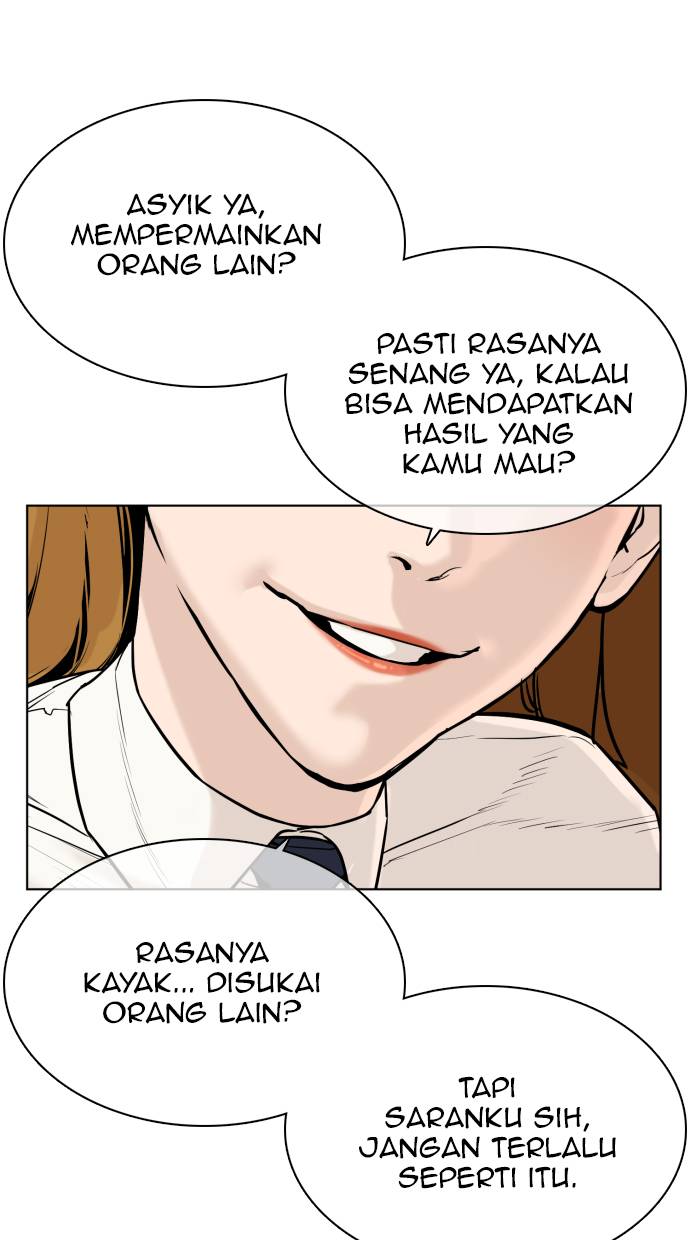 ASYIK YA,
MEMPERMAINKAN
ORANG LAIN?
PASTI RASANYA
SENANG YA, KALAU
BISA MENDAPATKAN
HASIL YANG
KAMU MAU?
RASANYA
KAYAK... DISUKAI
ORANG LAIN?
TAPI
SARANKU SIH,
JANGAN TERLALU
SEPERTI ITU.